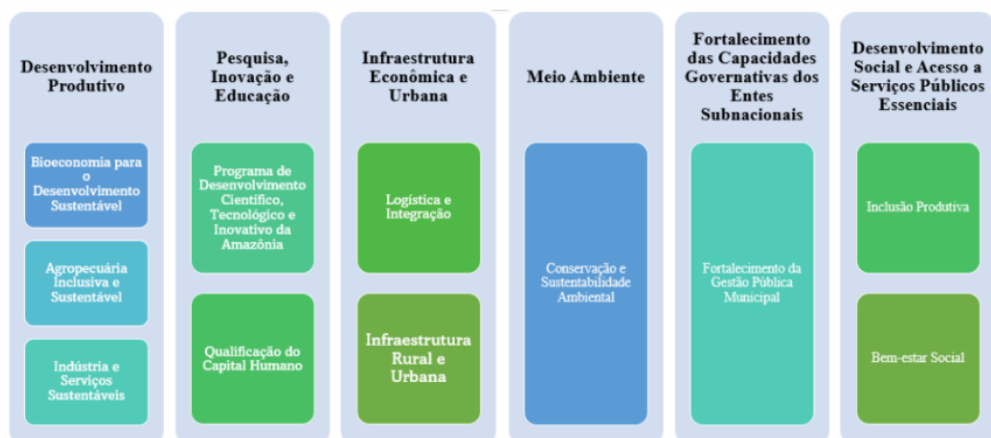 Desenvolvimento
Produtivo
Bioeconomia para
o
Desenvolvimento
Sustentável
Agropecuária
Inclusiva e
Sustentável
Indústria e
Serviços
Sustentáveis
Pesquisa,
Inovação e
Educação
Programa de
Desenvolvimento
Científico,
Tecnológico e
Inovativo da
Amazônia
Qualificação do
Capital Humano
Infraestrutura
Econômica e
Urbana
Logística e
Integração
Infraestrutura
Rural e
Urbana
Meio Ambiente
Conservação e
Sustentabilidade
Ambiental
Fortalecimento
das Capacidades
Governativas dos
Entes
Subnacionais
Fortalecimento da
Gestão Pública
Municipal
Desenvolvimento
Social e Acesso a
Serviços Públicos
Essenciais
Inclusão Produtiva
Bem-estar Social